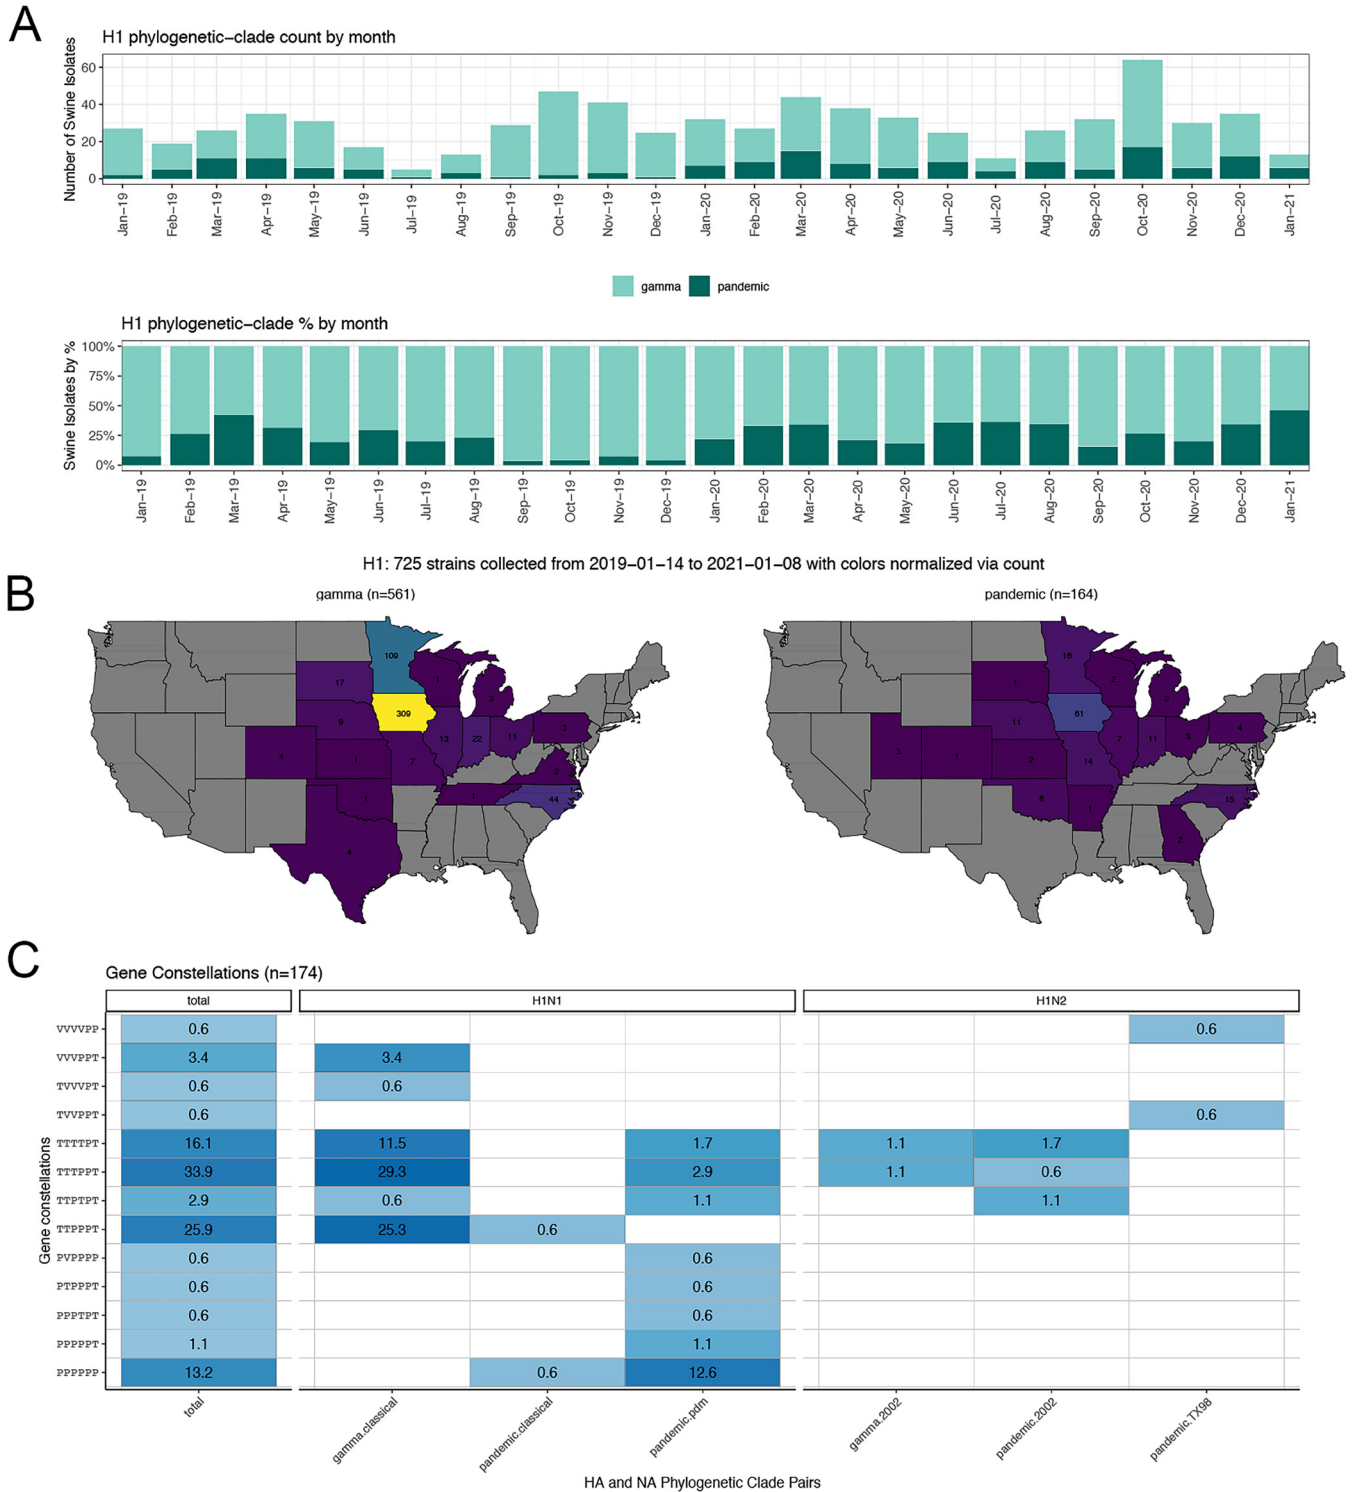 A
H1 phylogenetic-clade count by month
Number of Swine Isolates
60
40
20
0
Jan-19 Feb-19 Mar-19 Apr-19 May-19 Jun-19 Jul-19 Aug-19 Sep-19 Oct-19 Nov-19 Dec-19 Jan-20 Feb-20 Mar-20 Apr-20 May-20 Jun-20 Jul-20 Aug-20 Sep-20 Oct-20 Nov-20 Dec-20 Jan-21
gamma pandemic
H1 phylogenetic-clade % by month
Swine Isolates by %
100%
75%
50%
25%
0%
Jan-19 Feb-19 Mar-19 Apr-19 May-19 Jun-19 Jul-19 Aug-19 Sep-19 Oct-19 Nov-19 Dec-19 Jan-20 Feb-20 Mar-20 Apr-20 May-20 Jun-20 Jul-20 Aug-20 Sep-20 Oct-20 Nov-20 Dec-20 Jan-21
H1: 725 strains collected from 2019-01-14 to 2021-01-08 with colors normalized via count
B
gamma (n=561)
109
17
1
3
309
9
13
22
11
3
4
1
7
2
1
1
44
4
pandemic (n=164)
16
1
2
2
61
11
7
11
3
4
3
1
2
14
6
1
15
2
C
Gene Constellations (n=174)
total H1N1 H1N2
Gene constellations
VVVVPP 0.6 0.6
VVVPPT 3.4 3.4
TVVVPT 0.6 0.6
TVVPPT 0.6 0.6
TTTTPT 16.1 11.5 1.7 1.1 1.7
TTTPPT 33.9 29.3 2.9 1.1 0.6
TTPTPT 2.9 0.6 1.1 1.1
TTPPPT 25.9 25.3 0.6
PVPPPP 0.6 0.6
PTPPPT 0.6 0.6
PPPTPT 0.6 0.6
PPPPPT 1.1 1.1
PPPPPP 13.2 0.6 12.6
total gamma.classical pandemic.classical pandemic.pdm gamma.2002 pandemic.2002 pandemic.TX98
HA and NA Phylogenetic Clade Pairs